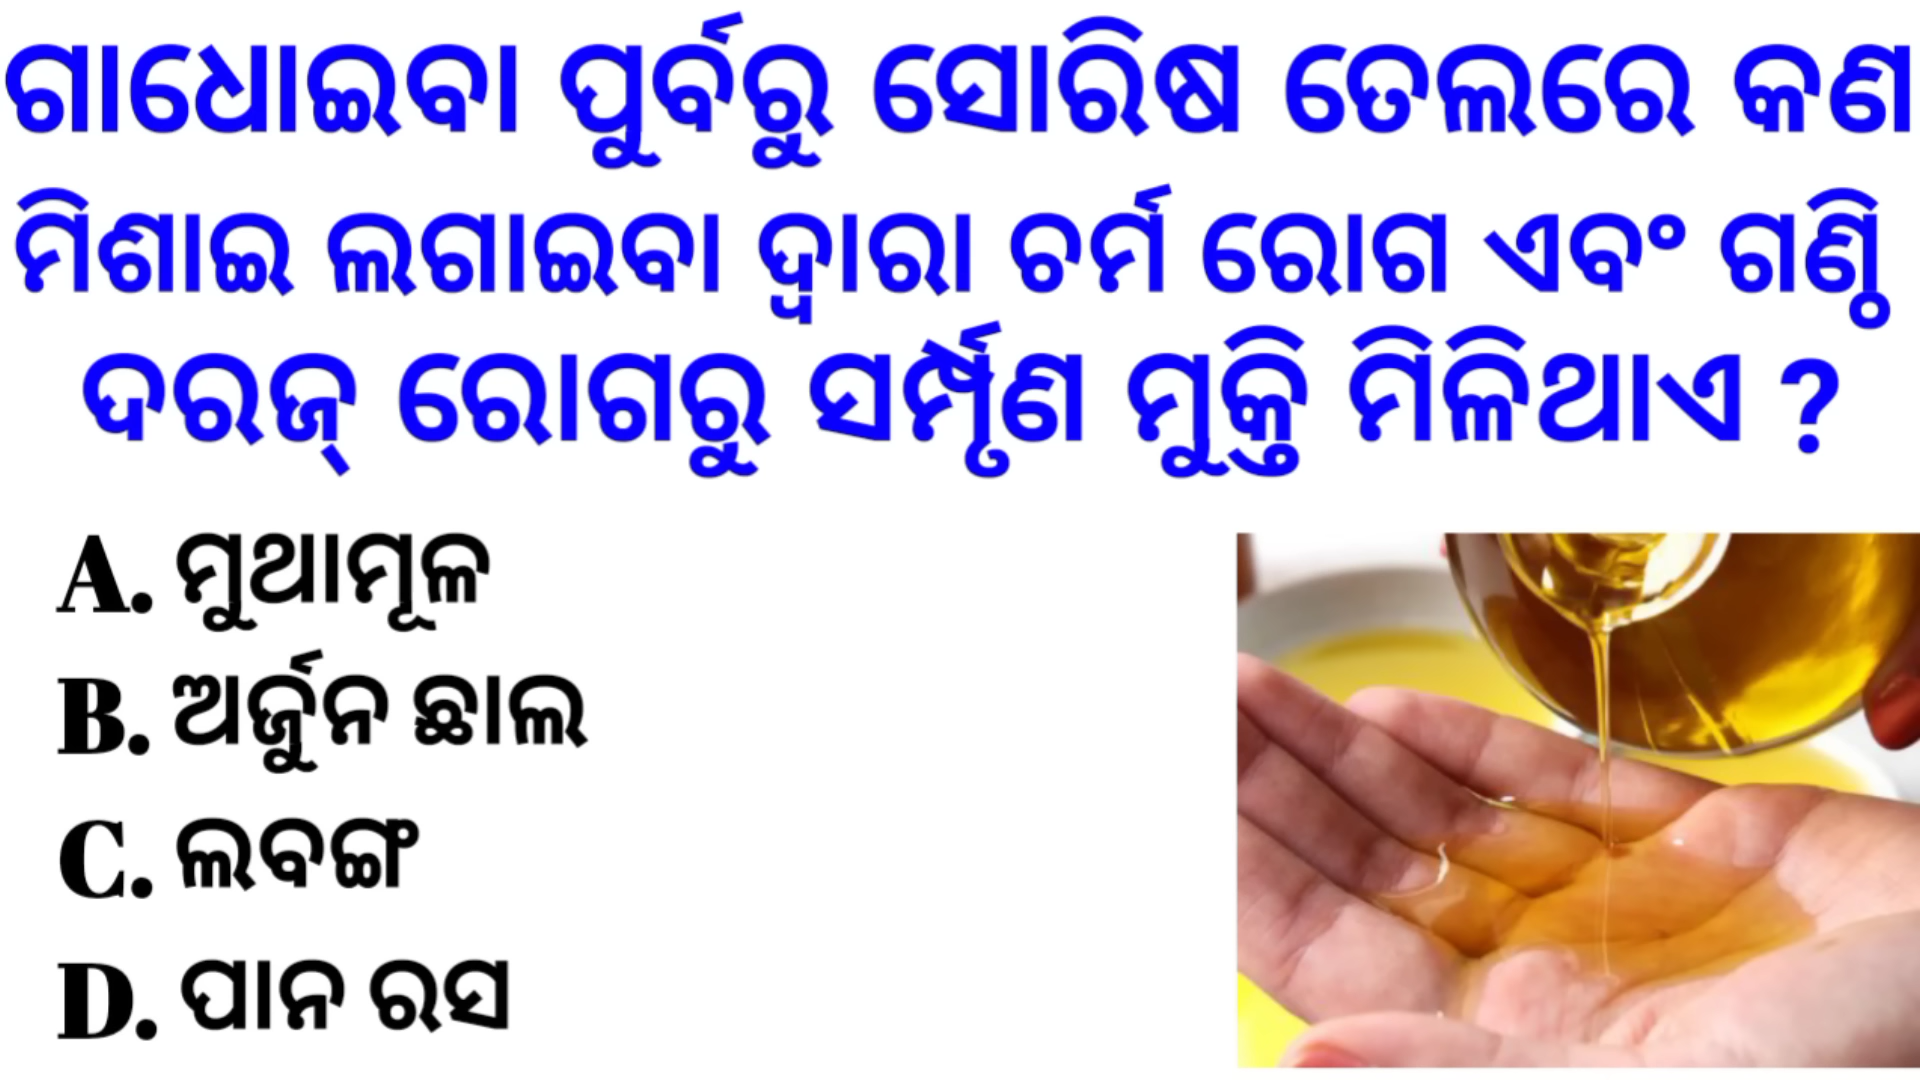 ଗାଧୋଇବା ପୁର୍ବରୁ ସୋରିଷ ତେଲରେ କଣ
ମିଶାଇ ଲଗାଇବା ଦ୍ୱାରା ଚର୍ମ ରୋଗ ଏବଂ ଗଣ୍ଠି
ଦରଜ୍ ରୋଗରୁ ସର୍ମ୍ପୃଣ ମୁକ୍ତି ମିଳିଥାଏ ?
A. ମୁଥାମୂଳ
B. ଅର୍ଜୁନ ଛାଲ
C. ଲବଙ୍ଗ
D. ପାନ ରସ